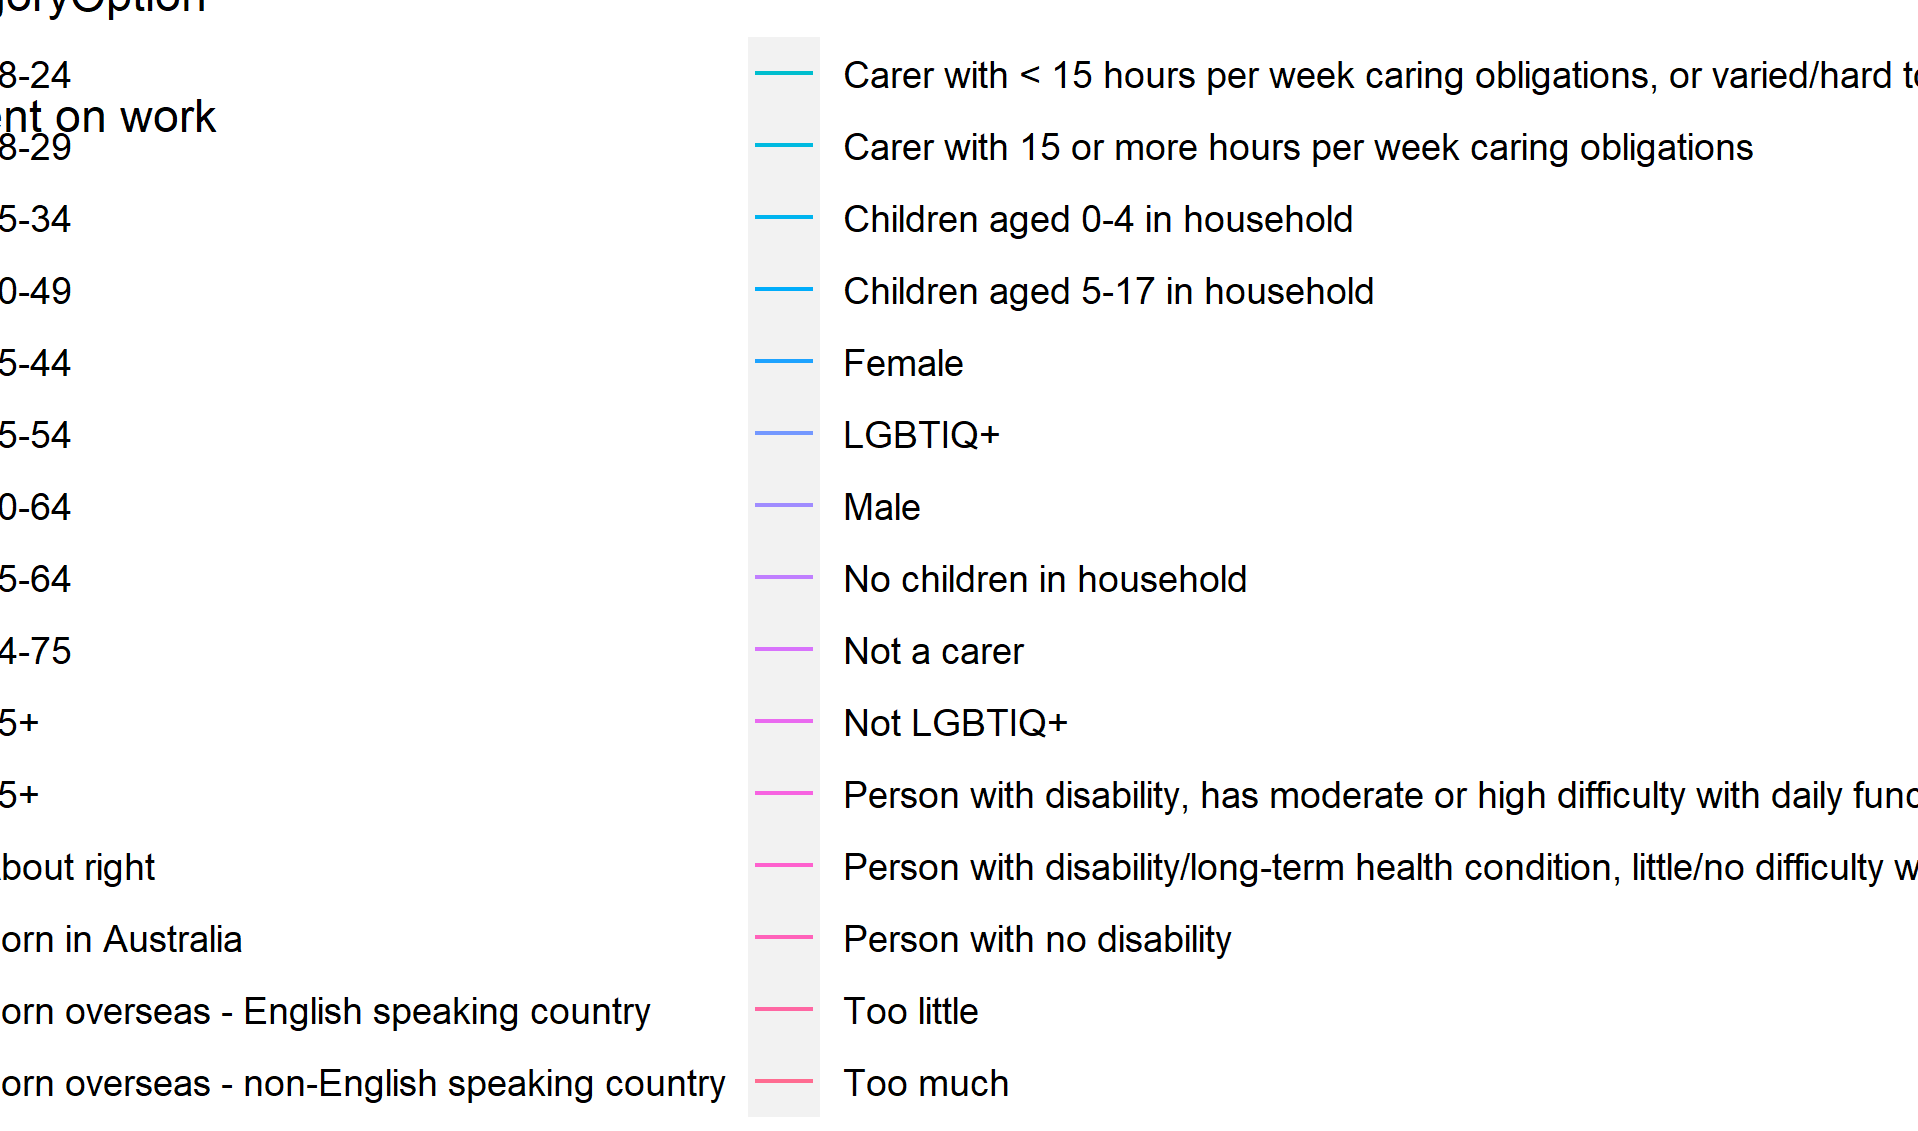 goryOption
8-24
ent on work
8-29
5-34
0-49
5-44
5-54
0-64
5-64
4-75
5+
5+
bout right
orn in Australia
orn overseas - English speaking country
orn overseas - non-English speaking country
Carer with < 15 hours per week caring obligations, or varied/hard to
Carer with 15 or more hours per week caring obligations
Children aged 0-4 in household
Children aged 5-17 in household
Female
LGBTIQ+
Male
No children in household
Not a carer
Not LGBTIQ+
Person with disability, has moderate or high difficulty with daily func
Person with disability/long-term health condition, little/no difficulty w
Person with no disability
Too little
Too much